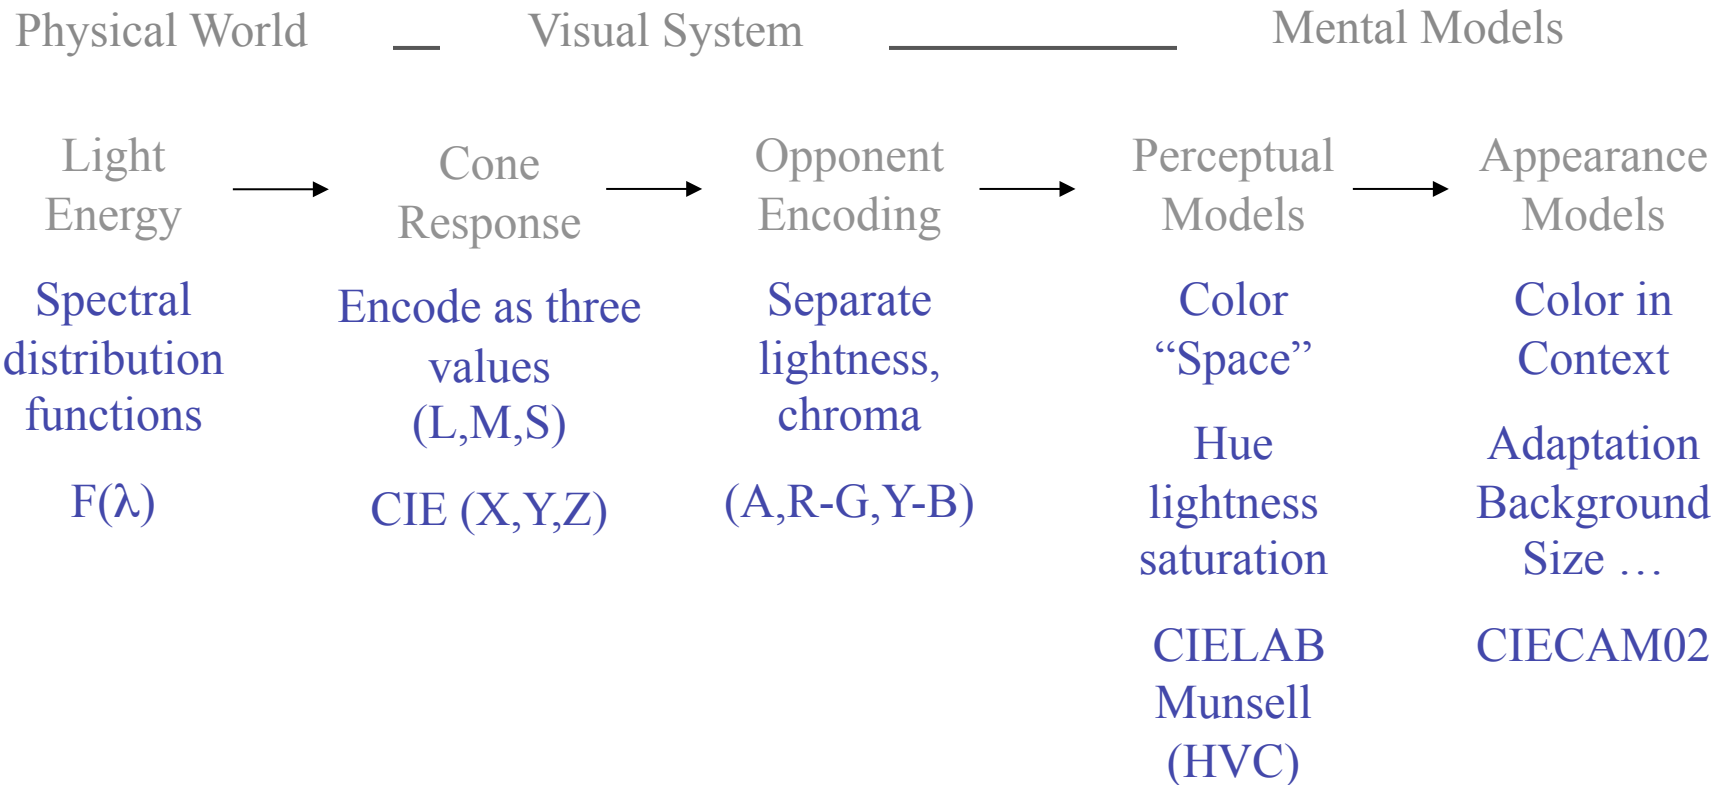 Physical World
Visual System
Mental Models
Light
Energy
Spectral
distribution
functions
F(λ)
Cone
Response
Encode as three
values
(L,M,S)
CIE (X,Y,Z)
Opponent
Encoding
Separate
lightness,
chroma
(A,R-G,Y-B)
Perceptual
Models
Color
“Space”
Hue
lightness
saturation
CIELAB
Munsell
(HVC)
Appearance
Models
Color in
Context
Adaptation
Background
Size …
CIECAM02